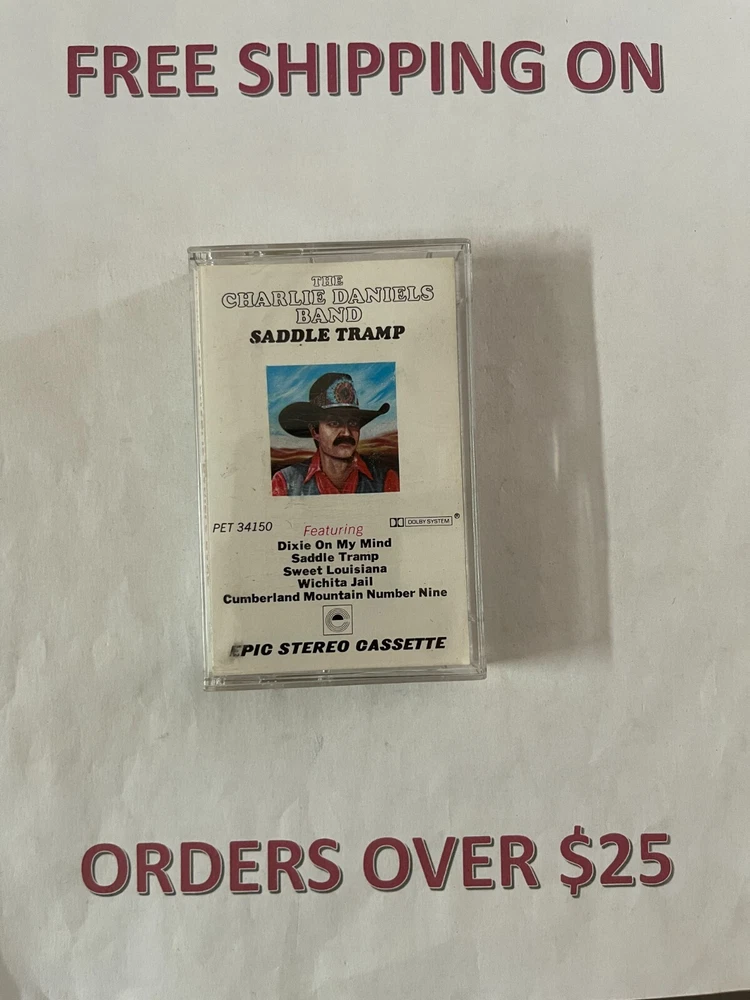 FREE SHIPPING ON
THE
CHARLIE DANIELS
BAND
SADDLE TRAMP
PET 34150
DOLBY SYSTEM ®
Featuring
Dixie On My Mind
Saddle Tramp
Sweet Louisiana
Wichita Jail
Cumberland Mountain Number Nine
EPIC STEREO CASSETTE
ORDERS OVER $25